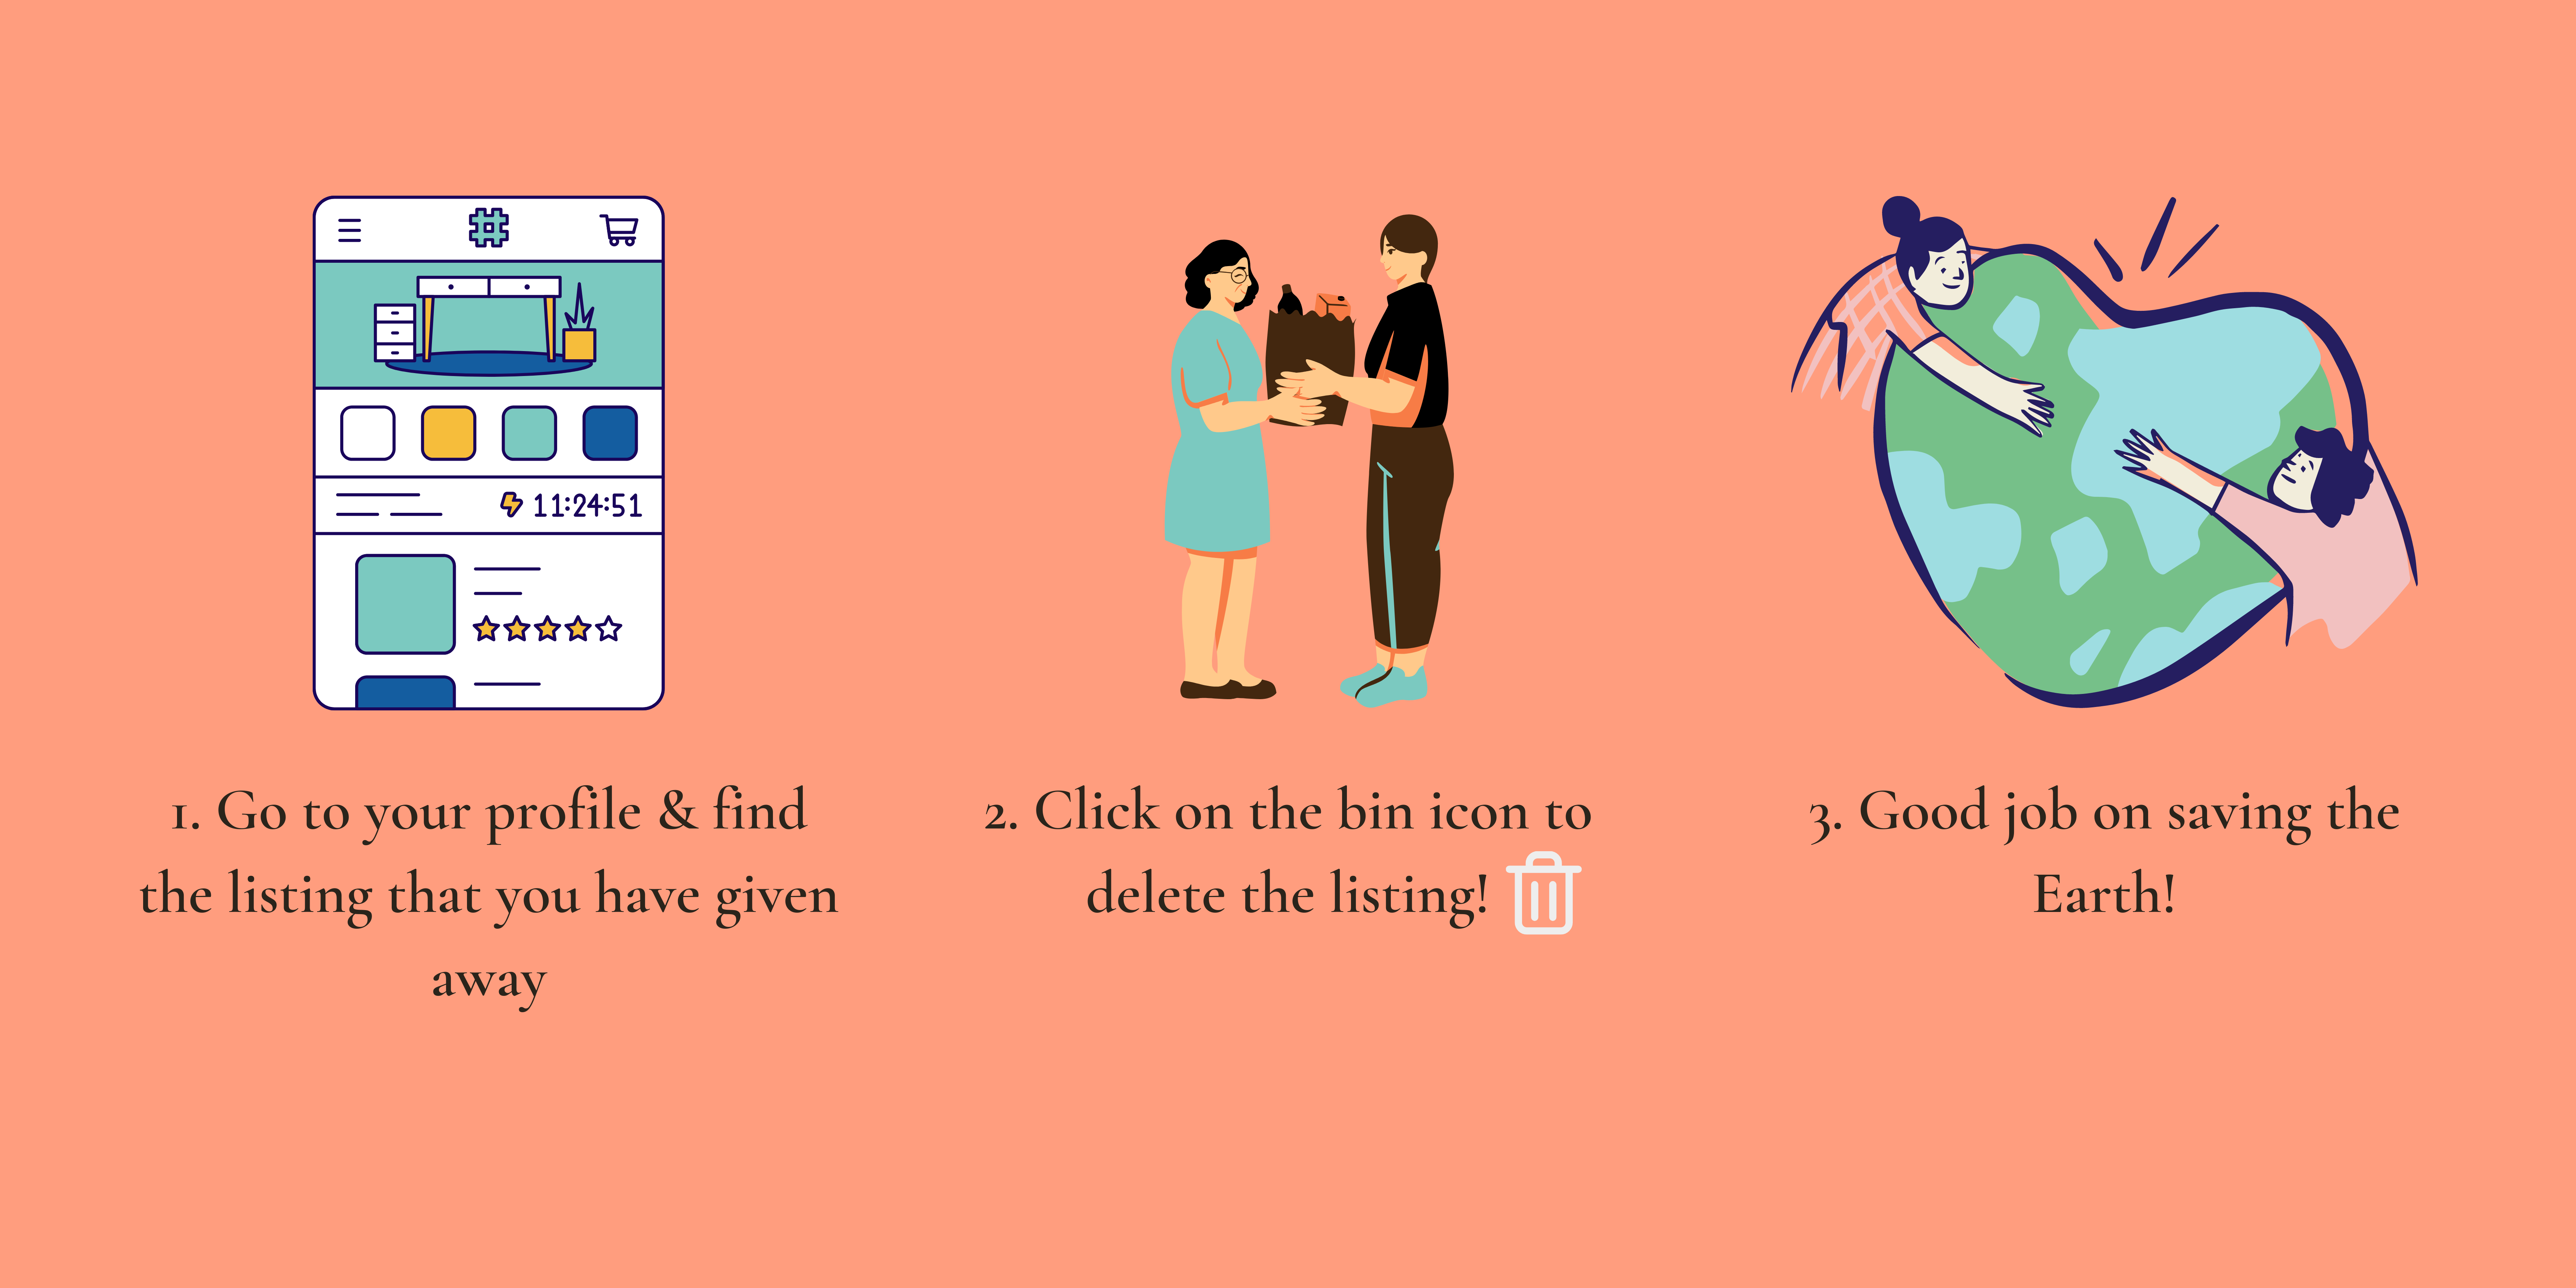 11:24:51
1. Go to your profile & find
the listing that you have given
away
2. Click on the bin icon to
delete the listing!
3. Good job on saving the
Earth!